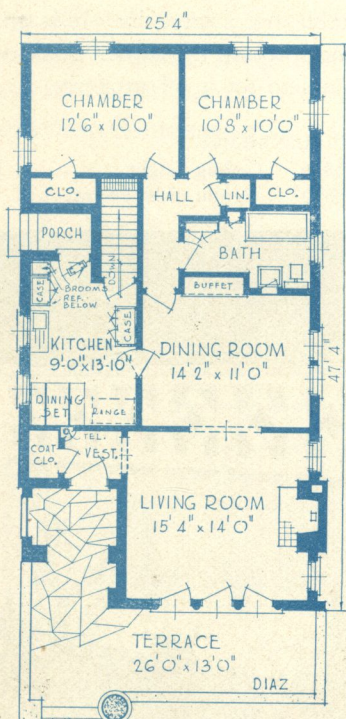 25'4"
CHAMBER
12'6" x 10'0"
CHAMBER
10'8" x 10'0"
CLO.
HALL
LIN.
CLO.
PORCH
DOWN
BATH
CASE
BROOMS
REF.
BELOW
BUFFET
CASE
KITCHEN
9'-0 x 13'-10"
DINING ROOM
14'2" x 11'0"
47'4"
DINING
SET
RANGE
TEL.
COAT
CLO.
VEST.
LIVING ROOM
15'4" x 14'0"
TERRACE
26'0" x 13'0"
DIAZ